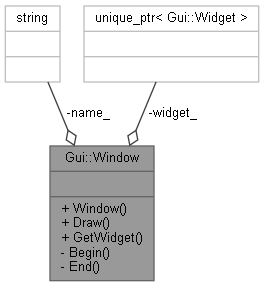 string
unique_ptr< Gui::Widget >
-name_
-widget_
Gui::Window
+ Window()
+ Draw()
+ GetWidget()
- Begin()
- End()